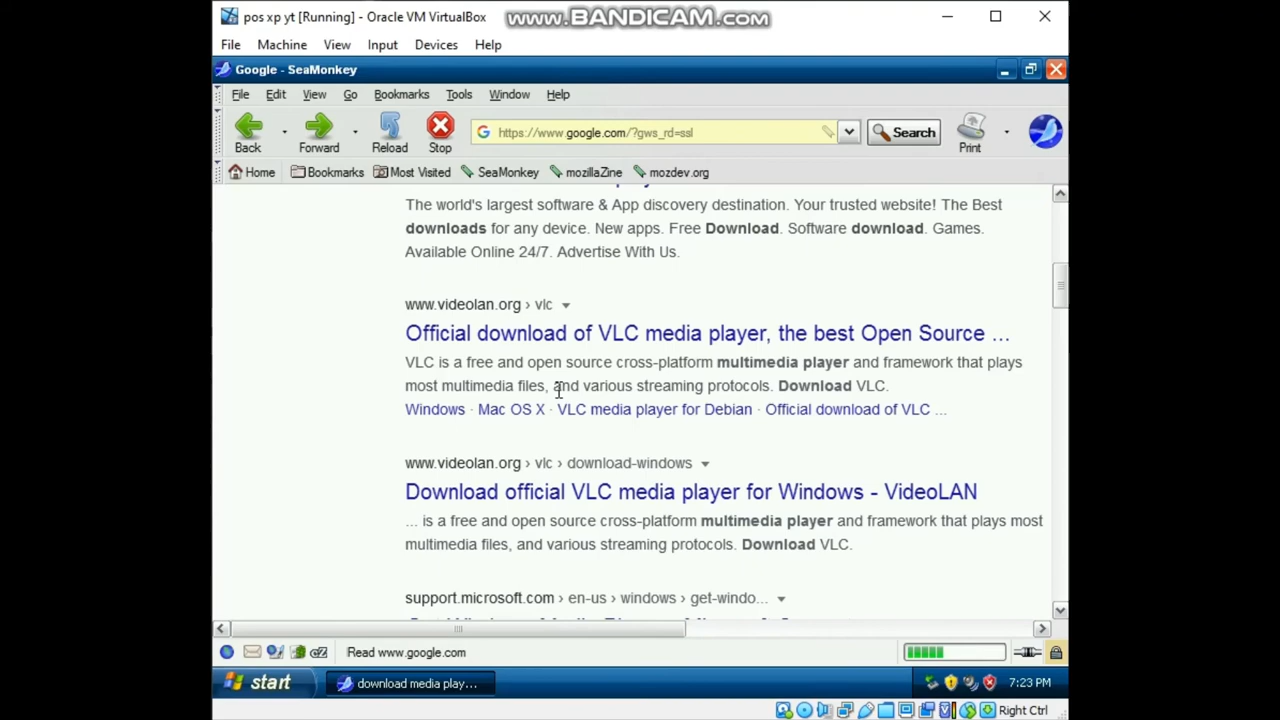 pos xp yt [Running] - Oracle VM VirtualBox
www.BANDICAM.com
File Machine View Input Devices Help
Google - SeaMonkey
File Edit View Go Bookmarks Tools Window Help
Back Forward Reload Stop https://www.google.com/?gws_rd=ssl Search Print
Home Bookmarks Most Visited SeaMonkey mozillaZine mozdev.org
The world's largest software & App discovery destination. Your trusted website! The Best
downloads for any device. New apps. Free Download. Software download. Games.
Available Online 24/7. Advertise With Us.
www.videolan.org › vlc
Official download of VLC media player, the best Open Source ...
VLC is a free and open source cross-platform multimedia player and framework that plays
most multimedia files, and various streaming protocols. Download VLC.
Windows · Mac OS X · VLC media player for Debian · Official download of VLC ...
www.videolan.org › vlc › download-windows
Download official VLC media player for Windows - VideoLAN
... is a free and open source cross-platform multimedia player and framework that plays most
multimedia files, and various streaming protocols. Download VLC.
support.microsoft.com › en-us › windows › get-windo...
Read www.google.com
start download media play... 7:23 PM
Right Ctrl